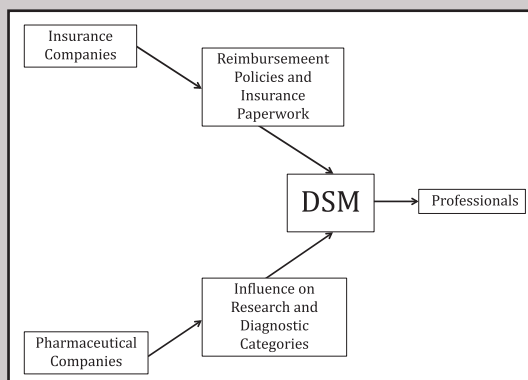 Insurance
Companies
Reimbursemeent
Policies and
Insurance
Paperwork
DSM
Professionals
Influence on
Research and
Diagnostic
Categories
Pharmaceutical
Companies